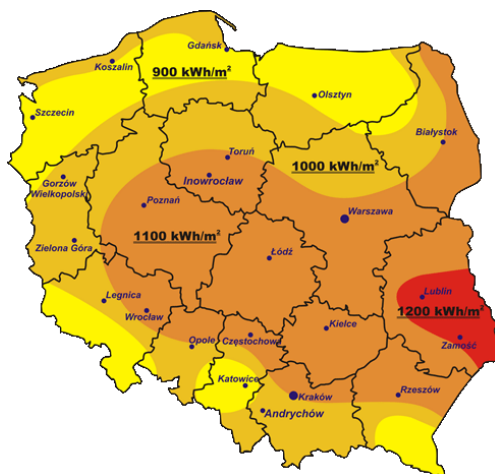 Gdańsk
Koszalin
900 kWh/m²
Olsztyn
Szczecin
Białystok
Toruń
1000 kWh/m²
Inowrocław
Gorzów
Wielkopolski
Poznań
Warszawa
1100 kWh/m²
Zielona Góra
Łódź
Lublin
Legnica
1200 kWh/m²
Wrocław
Kielce
Opole
Częstochowa
Zamość
Katowice
Kraków
Rzeszów
Andrychów